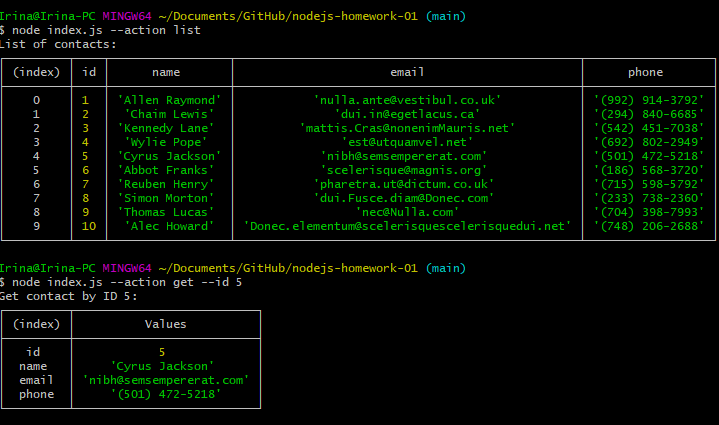 Irina@Irina-PC MINGW64 ~/Documents/GitHub/nodejs-homework-01 (main)
$ node index.js --action list
List of contacts:
(index) id name email phone
0 1 'Allen Raymond' 'nulla.ante@vestibul.co.uk' '(992) 914-3792'
1 2 'Chaim Lewis' 'dui.in@egetlacus.ca' '(294) 840-6685'
2 3 'Kennedy Lane' 'mattis.Cras@nonenimMauris.net' '(542) 451-7038'
3 4 'Wylie Pope' 'est@utquamvel.net' '(692) 802-2949'
4 5 'Cyrus Jackson' 'nibh@semsempererat.com' '(501) 472-5218'
5 6 'Abbot Franks' 'scelerisque@magnis.org' '(186) 568-3720'
6 7 'Reuben Henry' 'pharetra.ut@dictum.co.uk' '(715) 598-5792'
7 8 'Simon Morton' 'dui.Fusce.diam@Donec.com' '(233) 738-2360'
8 9 'Thomas Lucas' 'nec@Nulla.com' '(704) 398-7993'
9 10 'Alec Howard' 'Donec.elementum@scelerisquescelerisquedui.net' '(748) 206-2688'
Irina@Irina-PC MINGW64 ~/Documents/GitHub/nodejs-homework-01 (main)
$ node index.js --action get --id 5
Get contact by ID 5:
(index) Values
id 5
name 'Cyrus Jackson'
email 'nibh@semsempererat.com'
phone '(501) 472-5218'